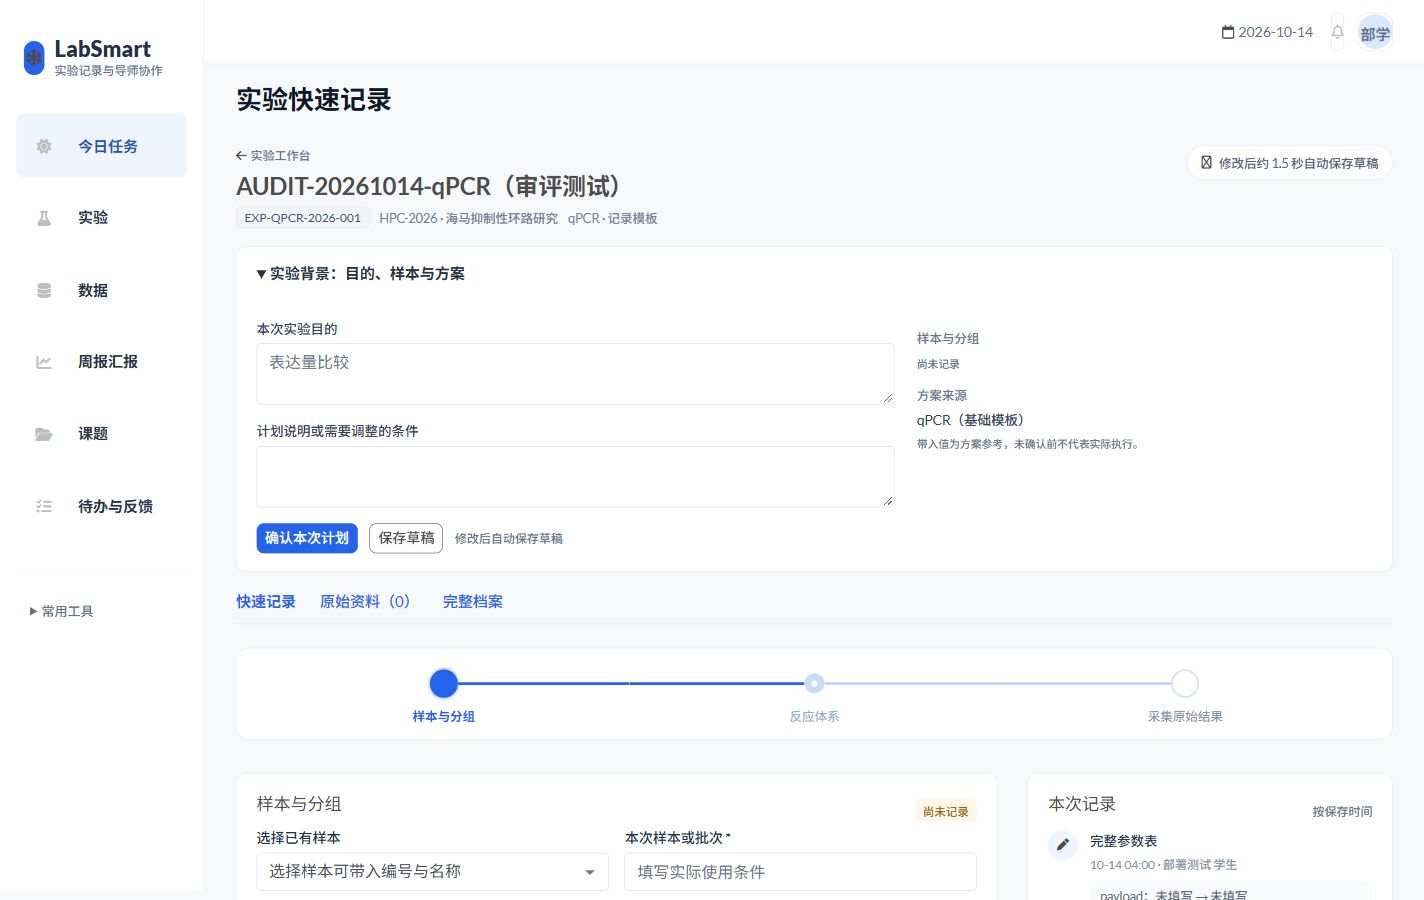 LabSmart
实验记录与导师协作
今日任务
实验
数据
周报汇报
课题
待办与反馈
常用工具
2026-10-14
部学
实验快速记录
实验工作台
修改后约 1.5 秒自动保存草稿
AUDIT-20261014-qPCR（审评测试）
EXP-QPCR-2026-001 HPC-2026 · 海马抑制性环路研究 qPCR · 记录模板
实验背景：目的、样本与方案
本次实验目的
表达量比较
计划说明或需要调整的条件
样本与分组
尚未记录
方案来源
qPCR（基础模板）
带入值为方案参考，未确认前不代表实际执行。
确认本次计划 保存草稿 修改后自动保存草稿
快速记录 原始资料（0） 完整档案
样本与分组 反应体系 采集原始结果
样本与分组
尚未记录
选择已有样本
选择样本可带入编号与名称
本次样本或批次 *
填写实际使用条件
本次记录
按保存时间
完整参数表
10-14 04:00 · 部署测试 学生
payload：未填写 → 未填写